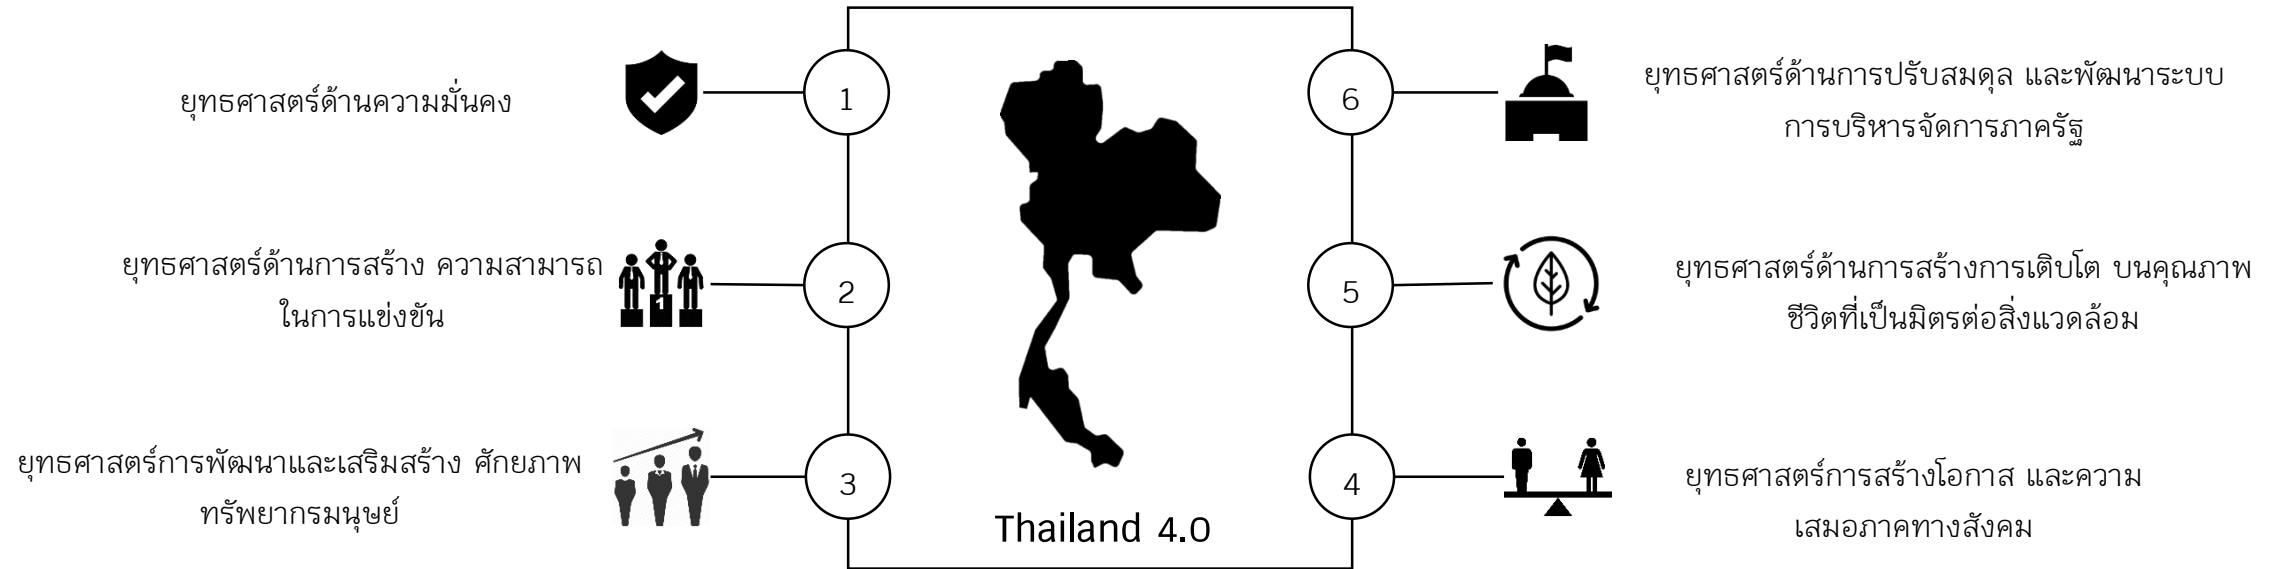 ยุทธศาสตร์ด้านความมั่นคง
1
ยุทธศาสตร์ด้านการสร้าง ความสามารถ
ในการแข่งขัน
1
2
ยุทธศาสตร์การพัฒนาและเสริมสร้าง ศักยภาพ
ทรัพยากรมนุษย์
3
Thailand 4.0
6
ยุทธศาสตร์ด้านการปรับสมดุล และพัฒนาระบบ
การบริหารจัดการภาครัฐ
5
ยุทธศาสตร์ด้านการสร้างการเติบโต บนคุณภาพ
ชีวิตที่เป็นมิตรต่อสิ่งแวดล้อม
4
ยุทธศาสตร์การสร้างโอกาส และความ
เสมอภาคทางสังคม